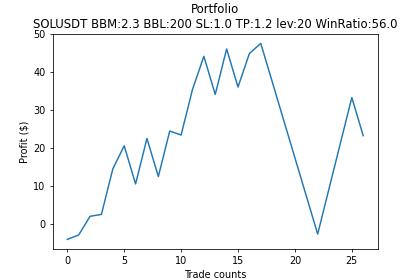 Portfolio
SOLUSDT BBM:2.3 BBL:200 SL:1.0 TP:1.2 lev:20 WinRatio:56.0
50
40
30
20
10
0
Profit ($)
0 5 10 15 20 25
Trade counts